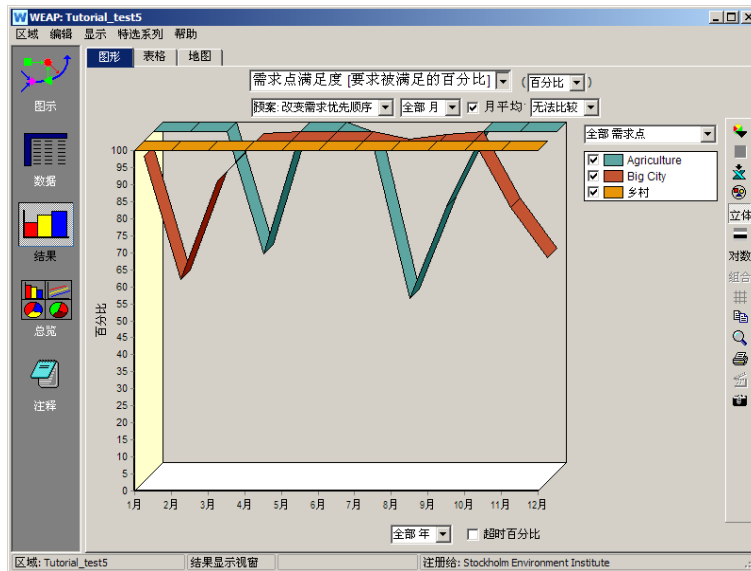 WEAP: Tutorial_test5
区域 编辑 显示 特选系列 帮助
图示
数据
结果
总览
注释
图形 表格 地图
需求点满足度 [要求被满足的百分比] (百分比)
预案: 改变需求优先顺序 全部 月 月平均 无法比较
全部 需求点
Agriculture
Big City
乡村
立体
对数
组合
百分比
100
95
90
85
80
75
70
65
60
55
50
45
40
35
30
25
20
15
10
5
0
1月 2月 3月 4月 5月 6月 7月 8月 9月 10月 11月 12月
全部 年 超时百分比
区域: Tutorial_test5 结果显示视窗 注册给: Stockholm Environment Institute